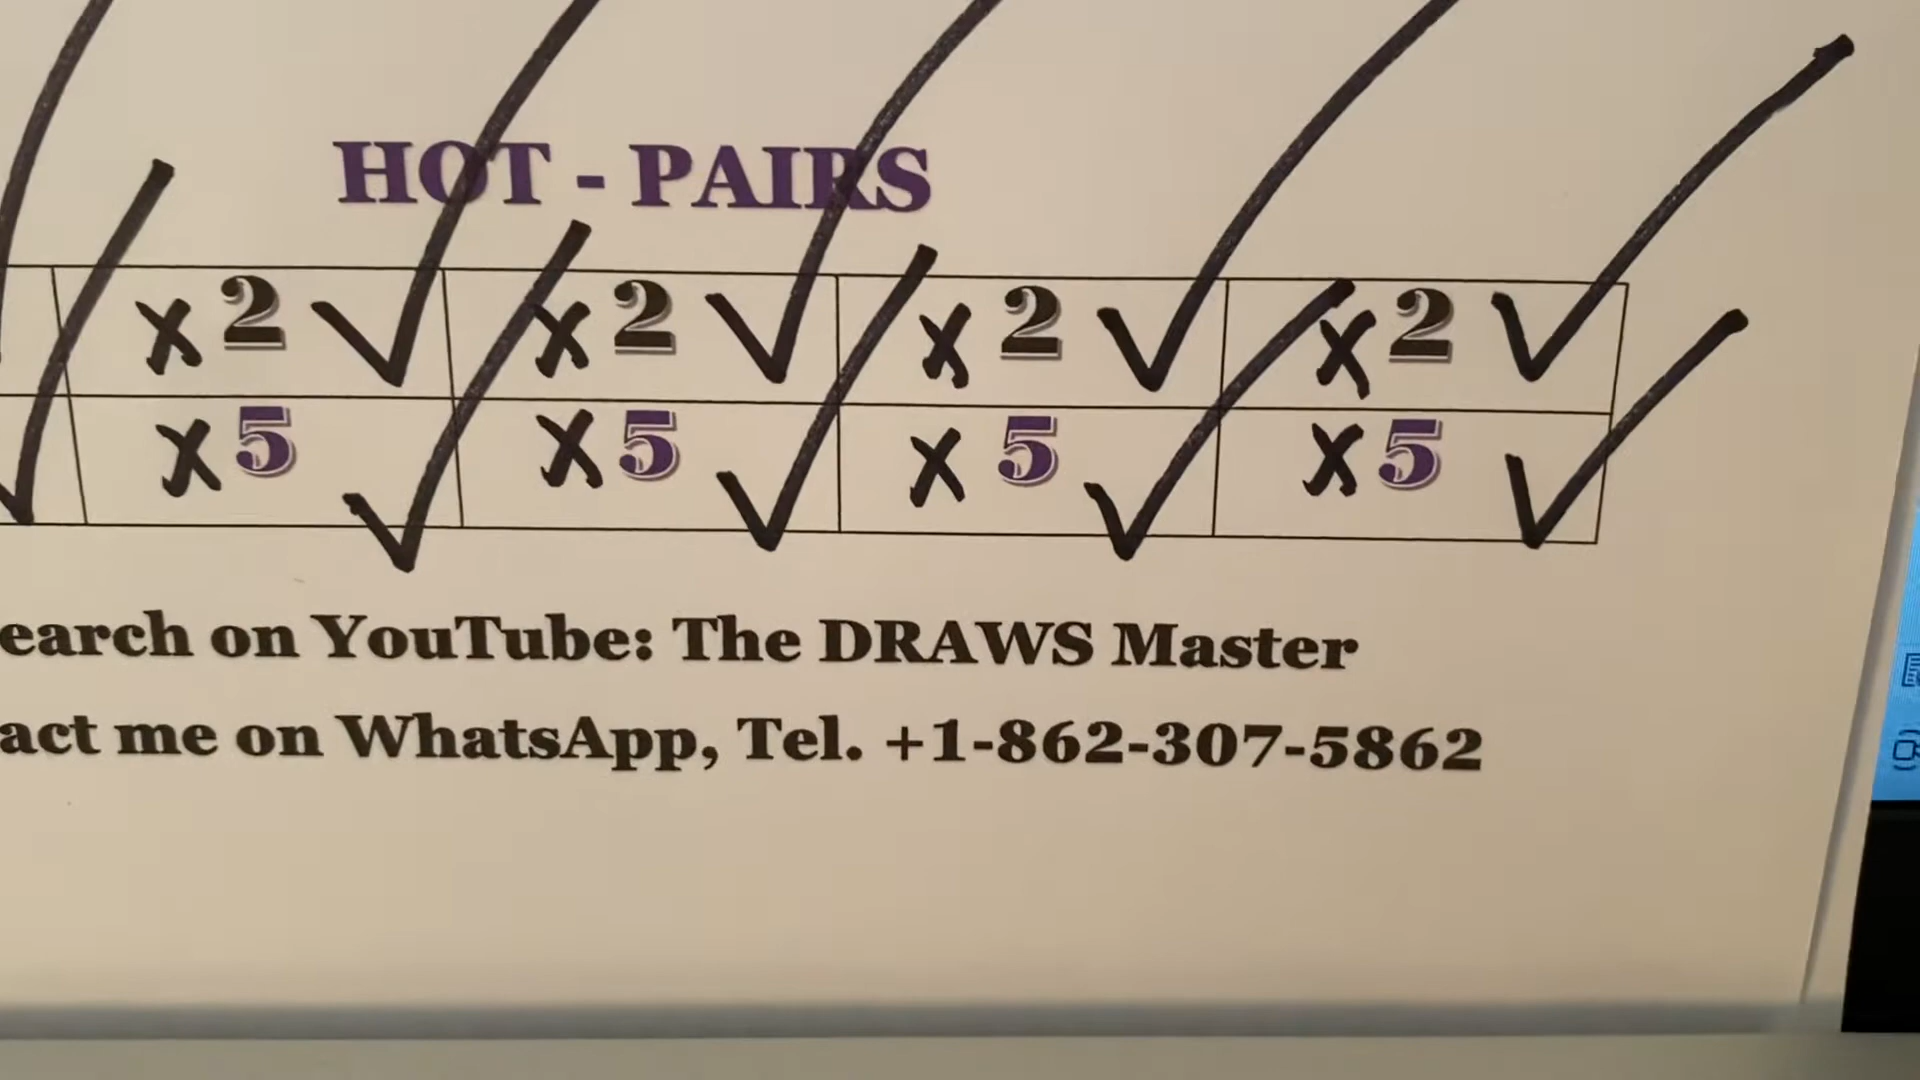 HOT - PAIRS
x2 ✓ x2 ✓ x2 ✓ x2 ✓
x5 ✓ x5 ✓ x5 ✓ x5 ✓
earch on YouTube: The DRAWS Master
act me on WhatsApp, Tel. +1-862-307-5862